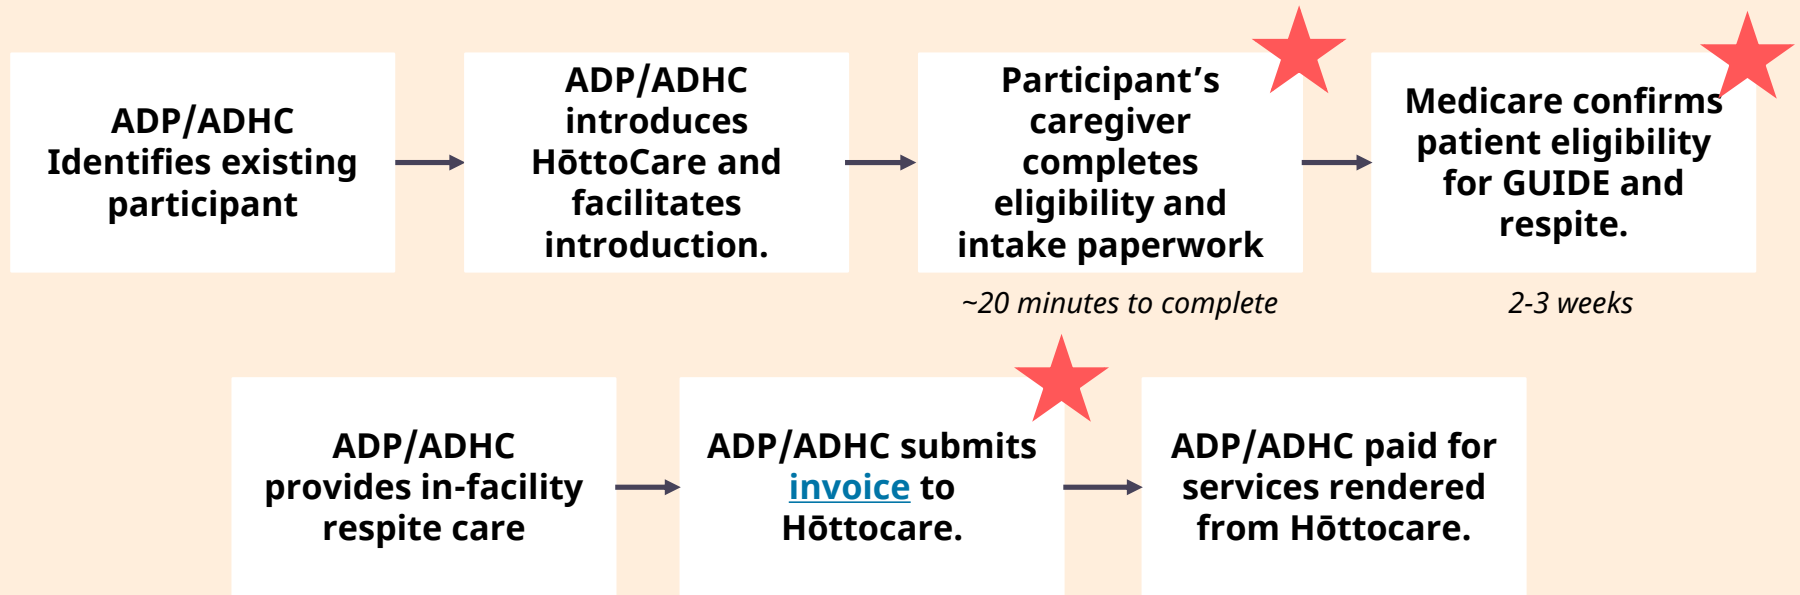 ADP/ADHC
Identifies existing
participant
ADP/ADHC
introduces
HōttoCare and
facilitates
introduction.
Participant’s
caregiver
completes
eligibility and
intake paperwork
~20 minutes to complete
Medicare confirms
patient eligibility
for GUIDE and
respite.
2-3 weeks
ADP/ADHC
provides in-facility
respite care
ADP/ADHC submits
invoice to
Hōttocare.
ADP/ADHC paid for
services rendered
from Hōttocare.